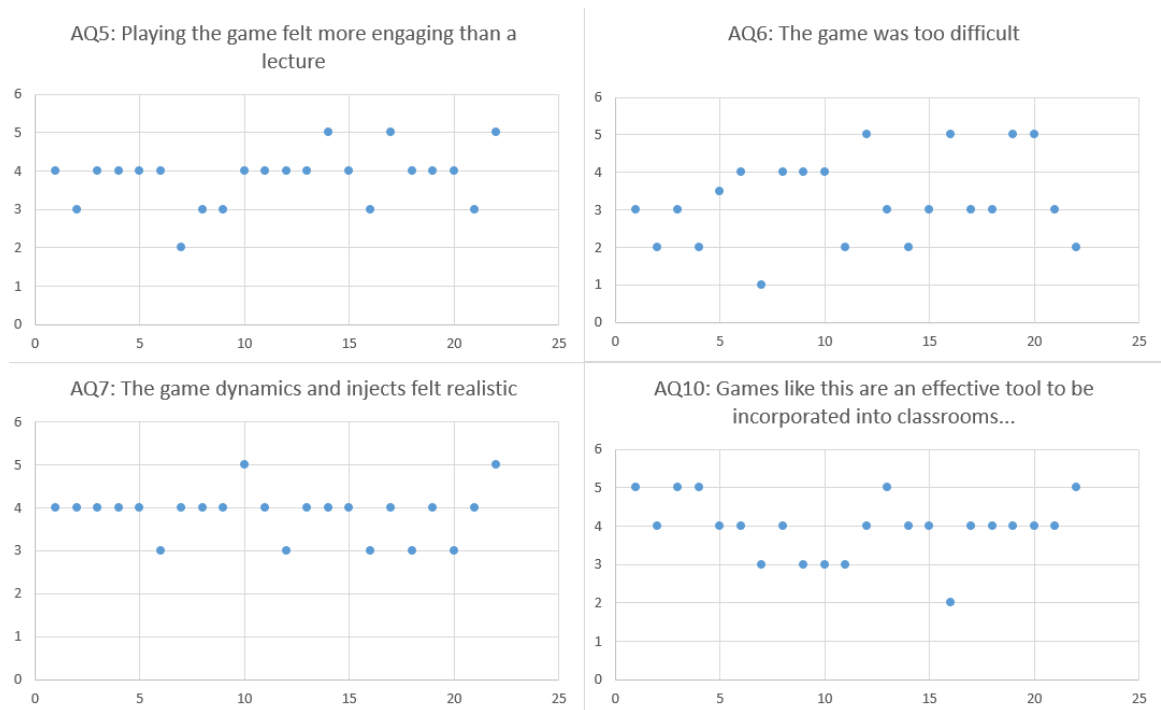 AQ5: Playing the game felt more engaging than a
lecture
6
5
4
3
2
1
0
0 5 10 15 20 25
AQ6: The game was too difficult
6
5
4
3
2
1
0
0 5 10 15 20 25
AQ7: The game dynamics and injects felt realistic
6
5
4
3
2
1
0
0 5 10 15 20 25
AQ10: Games like this are an effective tool to be
incorporated into classrooms...
6
5
4
3
2
1
0
0 5 10 15 20 25